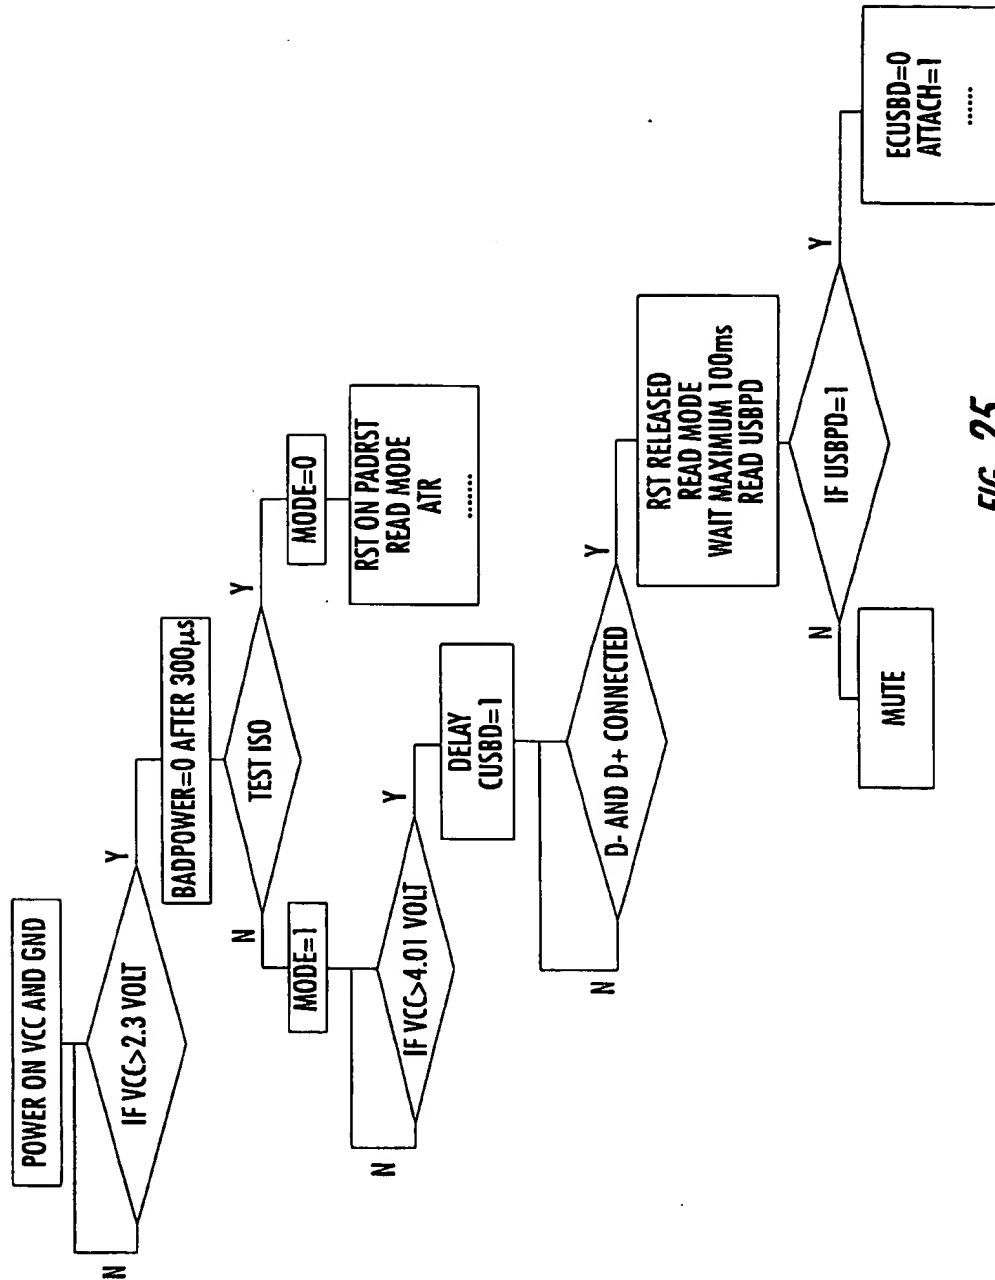 POWER ON VCC AND GND
IF VCC>2.3 VOLT
N
Y
BADPOWER=0 AFTER 300µs
TEST ISO
N
Y
MODE=1
MODE=0
RST ON PADRST
READ MODE
ATR
.......
IF VCC>4.01 VOLT
N
Y
DELAY
CUSBD=1
D- AND D+ CONNECTED
N
Y
RST RELEASED
READ MODE
WAIT MAXIMUM 100ms
READ USBPD
IF USBPD=1
N
Y
MUTE
ECUSBD=0
ATTACH=1
......
FIG. 25